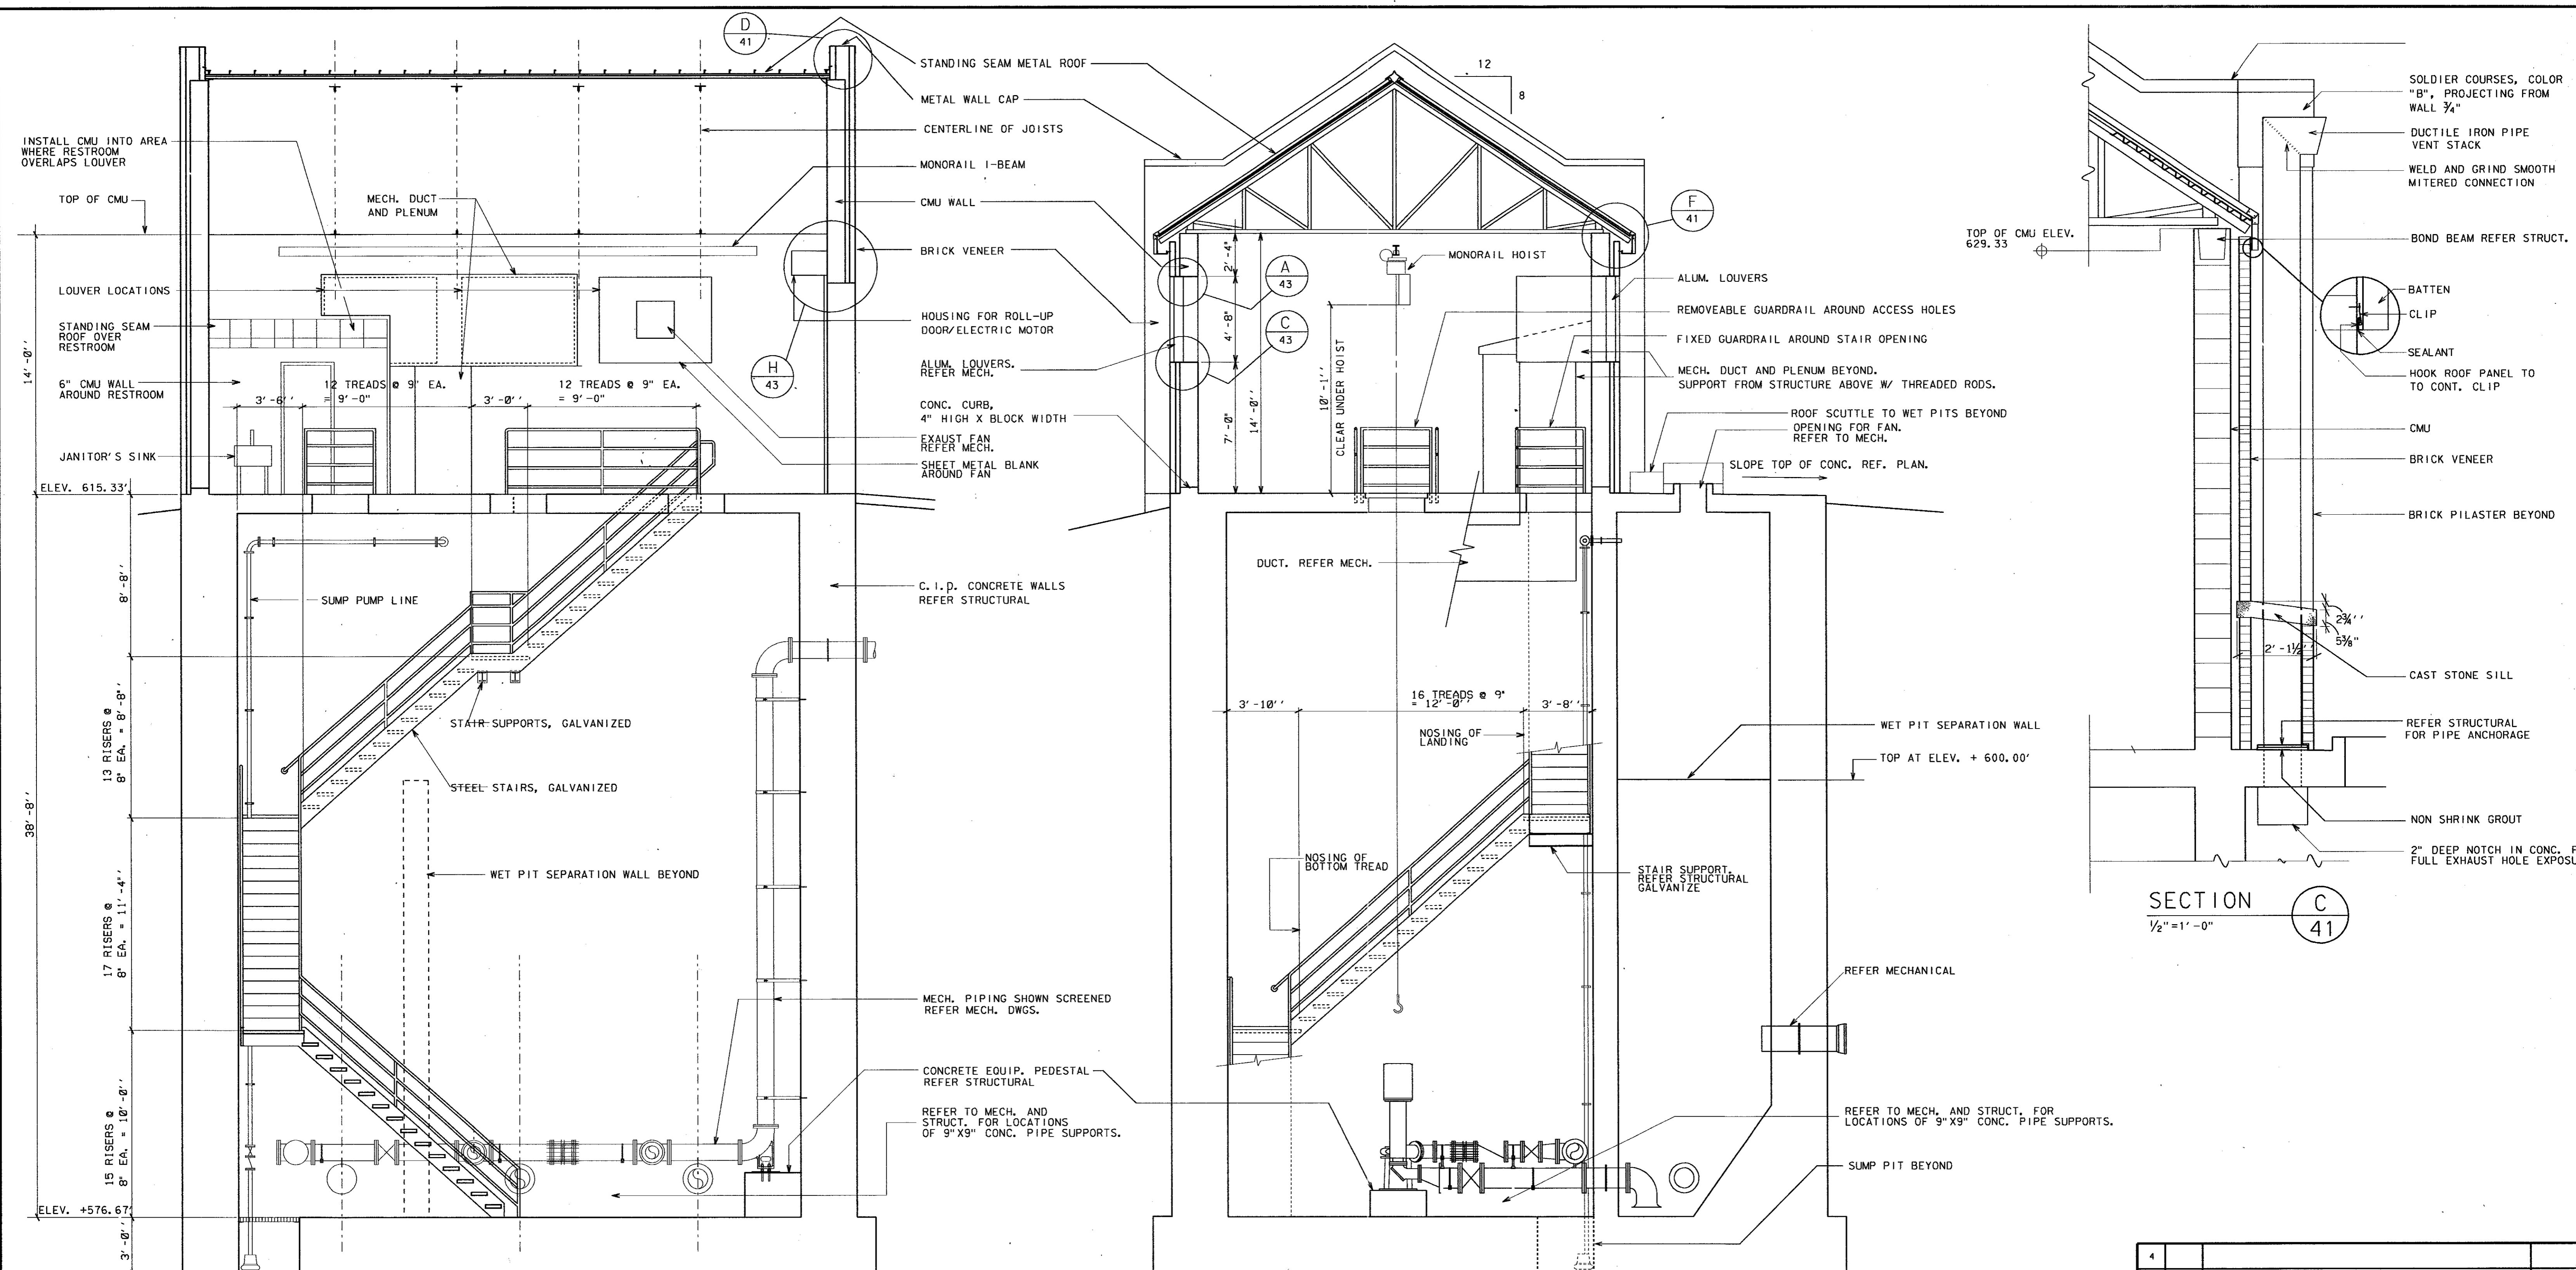 D
41
STANDING SEAM METAL ROOF
METAL WALL CAP
CENTERLINE OF JOISTS
MONORAIL I-BEAM
CMU WALL
BRICK VENEER
HOUSING FOR ROLL-UP
DOOR/ELECTRIC MOTOR
ALUM. LOUVERS.
REFER MECH.
CONC. CURB,
4" HIGH X BLOCK WIDTH
EXAUST FAN
REFER MECH.
SHEET METAL BLANK
AROUND FAN
C.I.P. CONCRETE WALLS
REFER STRUCTURAL
MECH. PIPING SHOWN SCREENED
REFER MECH. DWGS.
CONCRETE EQUIP. PEDESTAL
REFER STRUCTURAL
REFER TO MECH. AND
STRUCT. FOR LOCATIONS
OF 9"X9" CONC. PIPE SUPPORTS.
INSTALL CMU INTO AREA
WHERE RESTROOM
OVERLAPS LOUVER
TOP OF CMU
MECH. DUCT
AND PLENUM
LOUVER LOCATIONS
STANDING SEAM
ROOF OVER
RESTROOM
6" CMU WALL
AROUND RESTROOM
12 TREADS @ 9" EA.
= 9'-0"
12 TREADS @ 9" EA.
= 9'-0"
3'-6''
3'-0''
H
43
JANITOR'S SINK
ELEV. 615.33'
14'-0''
38'-8''
8'-8''
13 RISERS @
8" EA. = 8'-8"
17 RISERS @
8" EA. = 11'-4"
15 RISERS @
8" EA. = 10'-0''
3'-0''
SUMP PUMP LINE
STAIR SUPPORTS, GALVANIZED
STEEL STAIRS, GALVANIZED
WET PIT SEPARATION WALL BEYOND
ELEV. +576.67'
12
8
F
41
A
43
C
43
MONORAIL HOIST
2'-4"
4'-8"
7'-0"
14'-0''
10'-1''
CLEAR UNDER HOIST
ALUM. LOUVERS
REMOVEABLE GUARDRAIL AROUND ACCESS HOLES
FIXED GUARDRAIL AROUND STAIR OPENING
MECH. DUCT AND PLENUM BEYOND.
SUPPORT FROM STRUCTURE ABOVE W/ THREADED RODS.
ROOF SCUTTLE TO WET PITS BEYOND
OPENING FOR FAN.
REFER TO MECH.
SLOPE TOP OF CONC. REF. PLAN.
DUCT. REFER MECH.
3'-10''
16 TREADS @ 9"
= 12'-0''
3'-8''
NOSING OF
LANDING
WET PIT SEPARATION WALL
TOP AT ELEV. + 600.00'
NOSING OF
BOTTOM TREAD
STAIR SUPPORT.
REFER STRUCTURAL
GALVANIZE
REFER MECHANICAL
REFER TO MECH. AND STRUCT. FOR
LOCATIONS OF 9"X9" CONC. PIPE SUPPORTS.
SUMP PIT BEYOND
SOLDIER COURSES, COLOR
"B", PROJECTING FROM
WALL ¾"
DUCTILE IRON PIPE
VENT STACK
WELD AND GRIND SMOOTH
MITERED CONNECTION
TOP OF CMU ELEV.
629.33
BOND BEAM REFER STRUCT.
BATTEN
CLIP
SEALANT
HOOK ROOF PANEL TO
TO CONT. CLIP
CMU
BRICK VENEER
BRICK PILASTER BEYOND
2¾''
5⅜"
2'-1½''
CAST STONE SILL
REFER STRUCTURAL
FOR PIPE ANCHORAGE
NON SHRINK GROUT
2" DEEP NOTCH IN CONC.
FULL EXHAUST HOLE
SECTION
½"=1'-0"
C
41
4